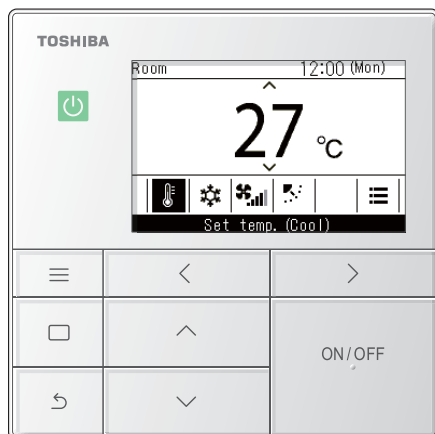 TOSHIBA
Room 12:00 (Mon)
27 °C
Set temp. (Cool)
ON/OFF